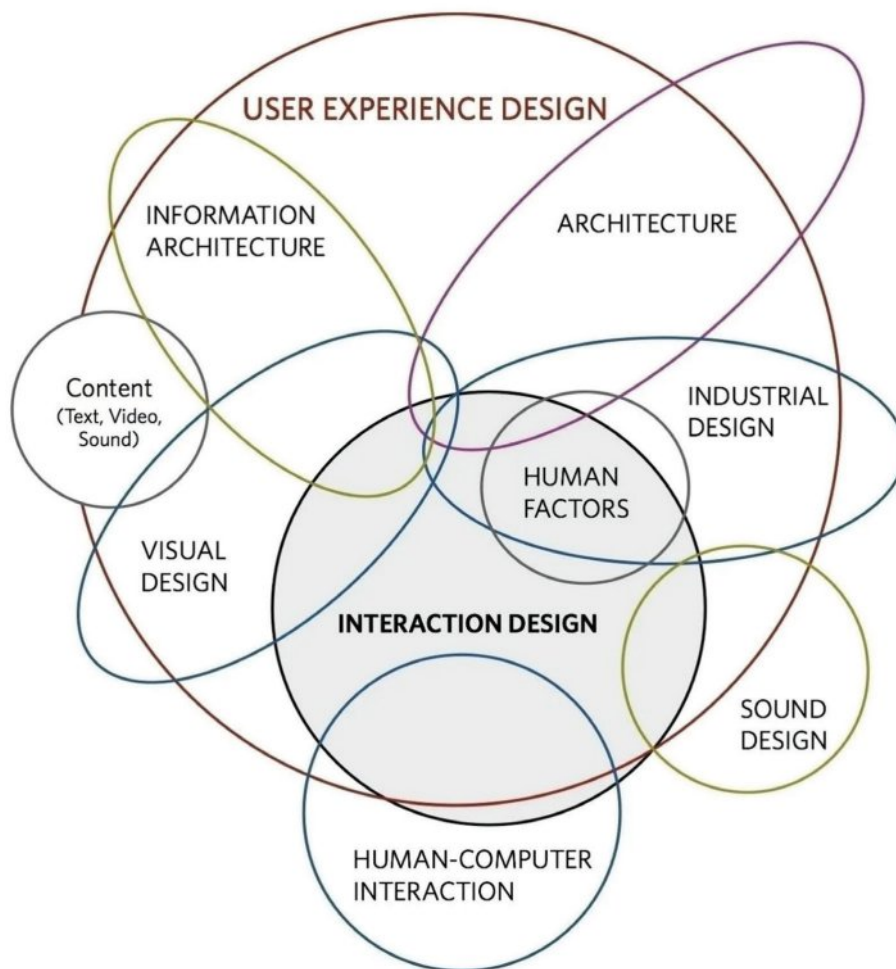 USER EXPERIENCE DESIGN
INFORMATION
ARCHITECTURE
ARCHITECTURE
Content
(Text, Video,
Sound)
INDUSTRIAL
DESIGN
HUMAN
FACTORS
VISUAL
DESIGN
INTERACTION DESIGN
SOUND
DESIGN
HUMAN-COMPUTER
INTERACTION